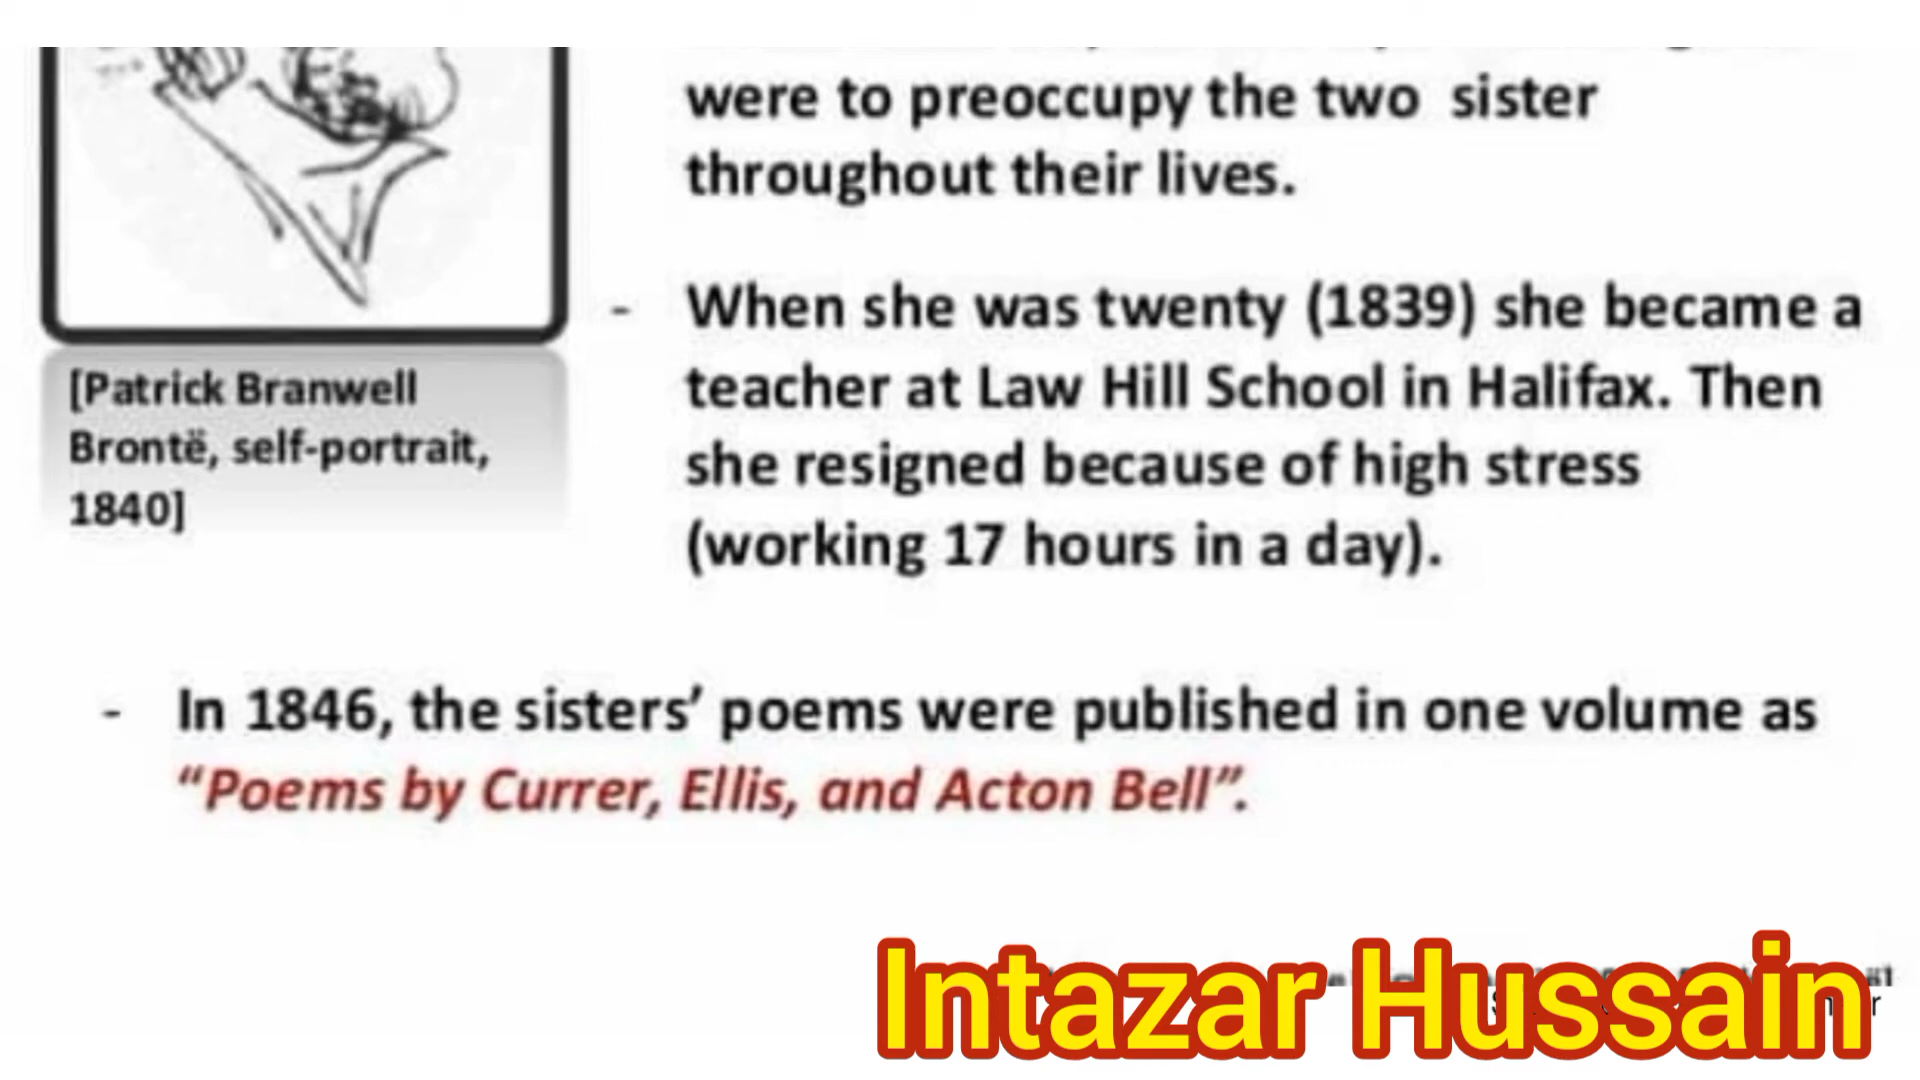 were to preoccupy the two sister
throughout their lives.
- When she was twenty (1839) she became a
teacher at Law Hill School in Halifax. Then
she resigned because of high stress
(working 17 hours in a day).
[Patrick Branwell
Brontë, self-portrait,
1840]
- In 1846, the sisters’ poems were published in one volume as
“Poems by Currer, Ellis, and Acton Bell”.
Intazar Hussain